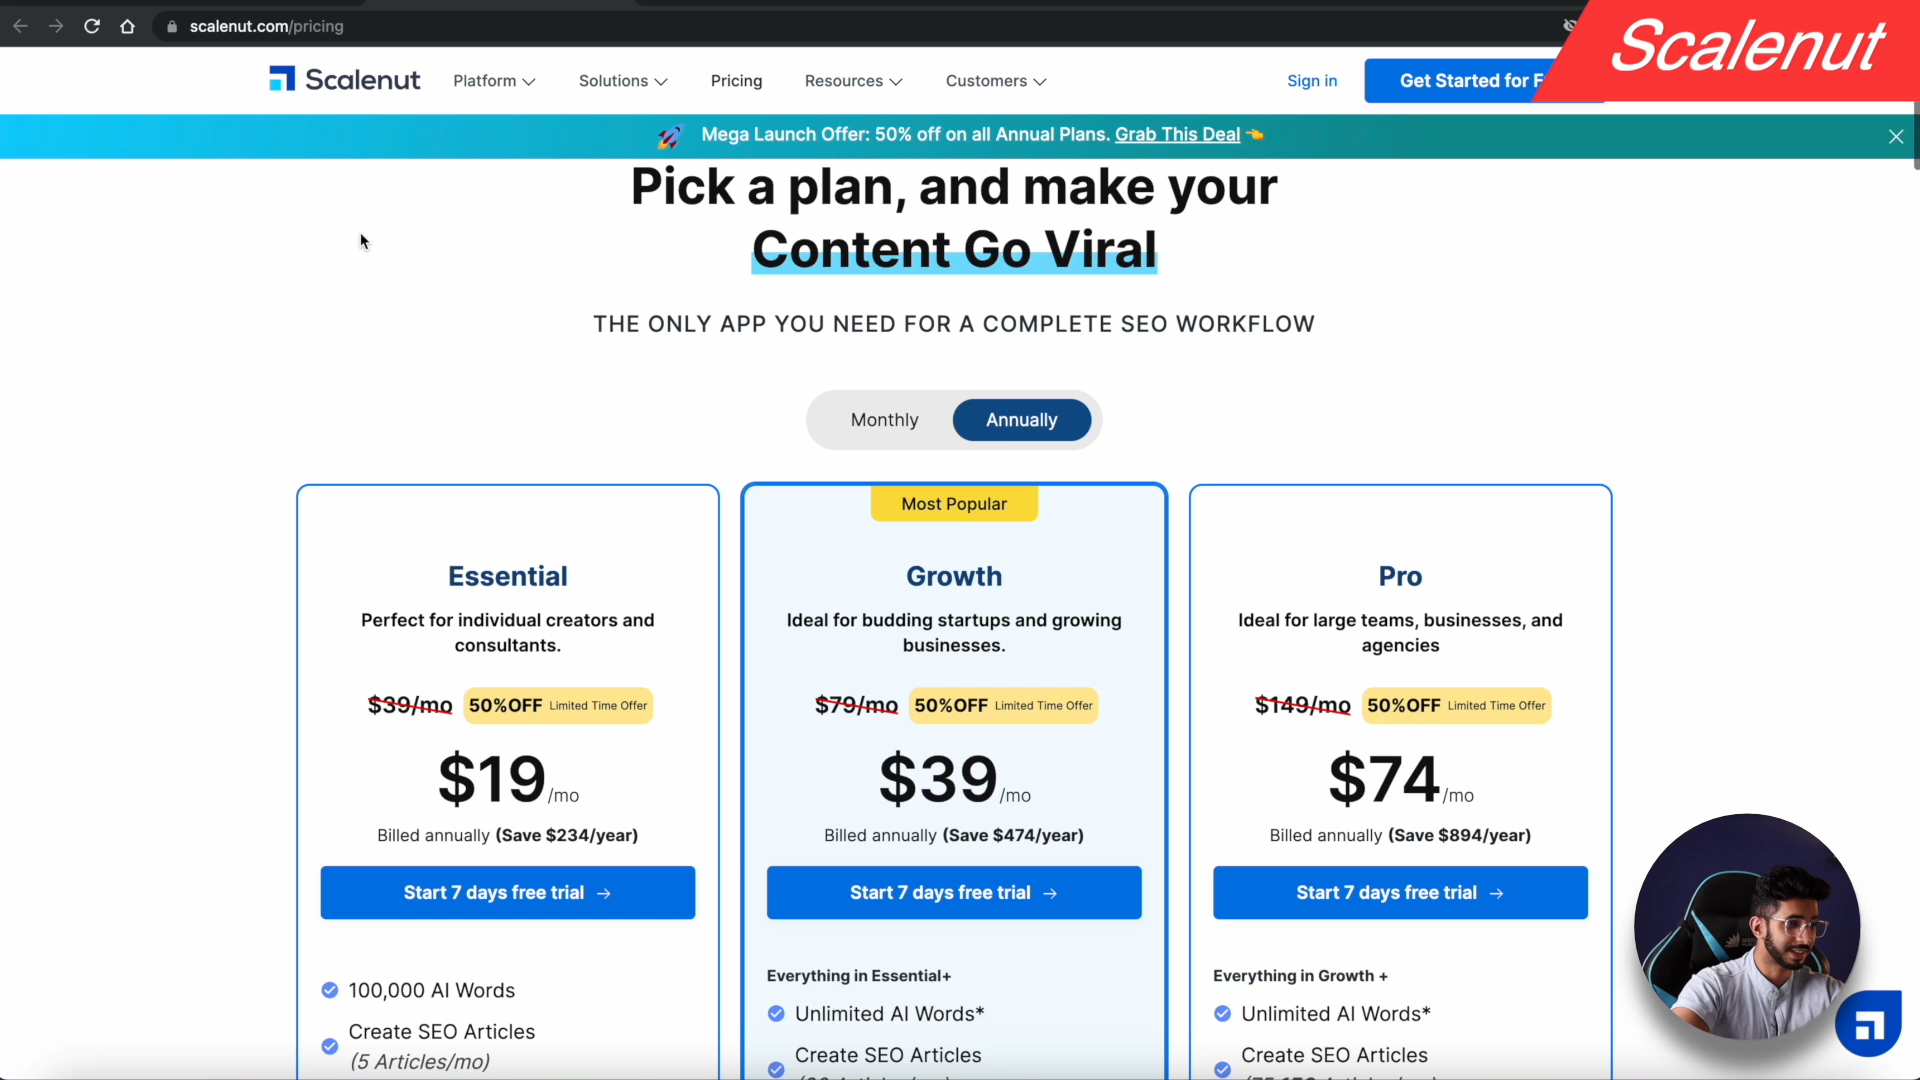 scalenut.com/pricing
Scalenut
Scalenut
Platform
Solutions
Pricing
Resources
Customers
Sign in
Get Started for F
Mega Launch Offer: 50% off on all Annual Plans. Grab This Deal
Pick a plan, and make your
Content Go Viral
THE ONLY APP YOU NEED FOR A COMPLETE SEO WORKFLOW
Monthly
Annually
Essential
Perfect for individual creators and
consultants.
$39/mo 50%OFF Limited Time Offer
$19/mo
Billed annually (Save $234/year)
Start 7 days free trial →
100,000 AI Words
Create SEO Articles
(5 Articles/mo)
Most Popular
Growth
Ideal for budding startups and growing
businesses.
$79/mo 50%OFF Limited Time Offer
$39/mo
Billed annually (Save $474/year)
Start 7 days free trial →
Everything in Essential+
Unlimited AI Words*
Create SEO Articles
Pro
Ideal for large teams, businesses, and
agencies
$149/mo 50%OFF Limited Time Offer
$74/mo
Billed annually (Save $894/year)
Start 7 days free trial →
Everything in Growth +
Unlimited AI Words*
Create SEO Articles